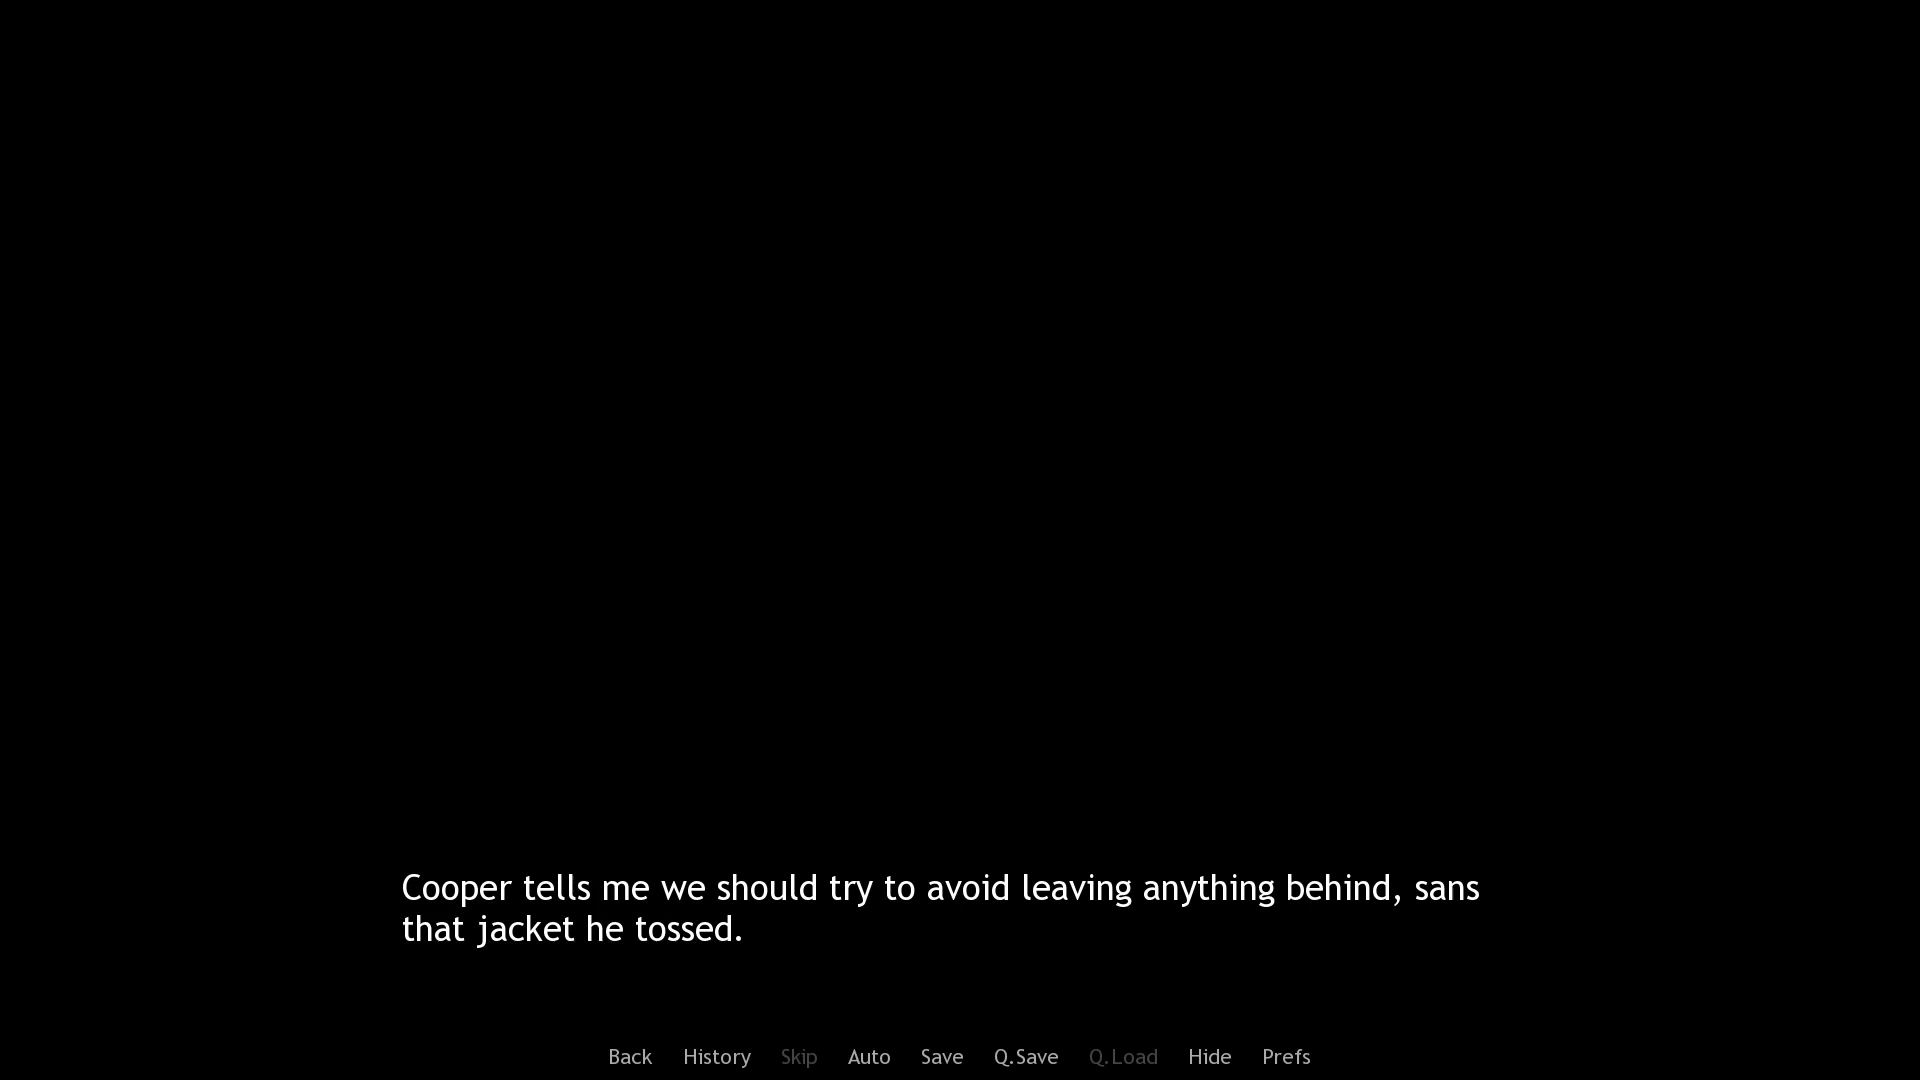 Cooper tells me we should try to avoid leaving anything behind, sans
that jacket he tossed.
Back History Skip Auto Save Q.Save Q.Load Hide Prefs